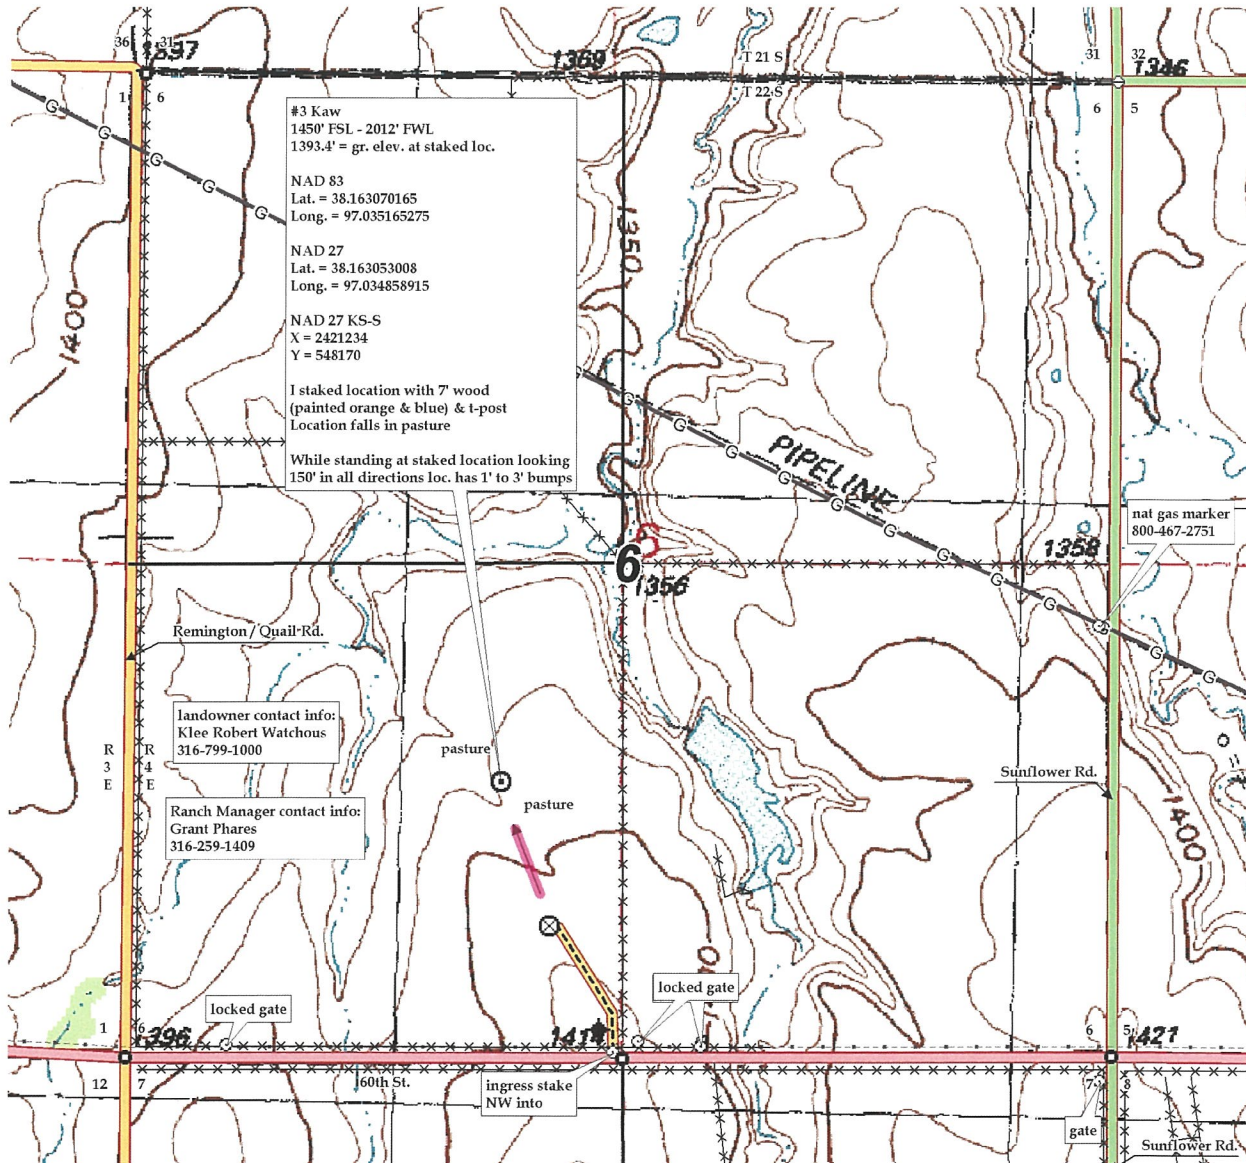 36 31
1337
1369
T 21 S
T 22 S
31 32
1346
1 6
6 5
#3 Kaw
1450' FSL - 2012' FWL
1393.4' = gr. elev. at staked loc.
NAD 83
Lat. = 38.163070165
Long. = 97.035165275
NAD 27
Lat. = 38.163053008
Long. = 97.034858915
NAD 27 KS-S
X = 2421234
Y = 548170
I staked location with 7' wood
(painted orange & blue) & t-post
Location falls in pasture
While standing at staked location looking
150' in all directions loc. has 1' to 3' bumps
G
G
G
G
G
1350
1400
G
G
G
PIPELINE
G
G
G
G
G
G
G
G
G
nat gas marker
800-467-2751
1358
6
6
1356
Remington / Quail Rd.
landowner contact info:
Klee Robert Watchous
316-799-1000
R
3
E
R
4
E
pasture
Sunflower Rd.
pasture
Ranch Manager contact info:
Grant Phares
316-259-1409
1400
locked gate
locked gate
1 6
1396
1414
6 5
1421
12 7
60th St.
ingress stake
NW into
7 8
gate
Sunflower Rd.